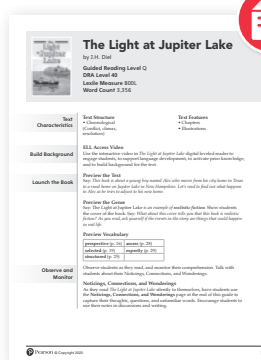 The Light
at Jupiter Lake
The Light at Jupiter Lake
by J.H. Diel
Guided Reading Level Q
DRA Level 40
Lexile Measure 800L
Word Count 3,356
Text
Characteristics
Text Structure
• Chronological
(Conflict, climax,
resolution)
Text Features
• Chapters
• Illustrations
Build Background
ELL Access Video
Use the interactive video in The Light at Jupiter Lake digital leveled reader to
engage students, to support language development, to activate prior knowledge,
and to build background for the text.
Launch the Book
Preview the Text
Say: This book is about a young boy named Alex who moves from his city home in Texas
to a rural home on Jupiter Lake in New Hampshire. Let's read to find out what happens
to Alex as he tries to adjust to his new home.
Preview the Genre
Say: The Light at Jupiter Lake is an example of realistic fiction. Show students
the cover of the book. Say: What about this cover tells you that this book is realistic
fiction? As you read, ask yourself if the events in the story are things that could happen
in real life.
Preview Vocabulary
perspective (p. 16) access (p. 25)
selected (p. 19) expertly (p. 29)
structured (p. 25)
Observe and
Monitor
Observe students as they read, and monitor their comprehension. Talk with
students about their Noticings, Connections, and Wonderings.
Noticings, Connections, and Wonderings
As they read The Light at Jupiter Lake silently to themselves, have students use
the Noticings, Connections, and Wonderings page at the end of this guide to
capture their thoughts, questions, and unfamiliar words. Encourage students to
use their notes in discussions and writing.
Pearson © Copyright 2020